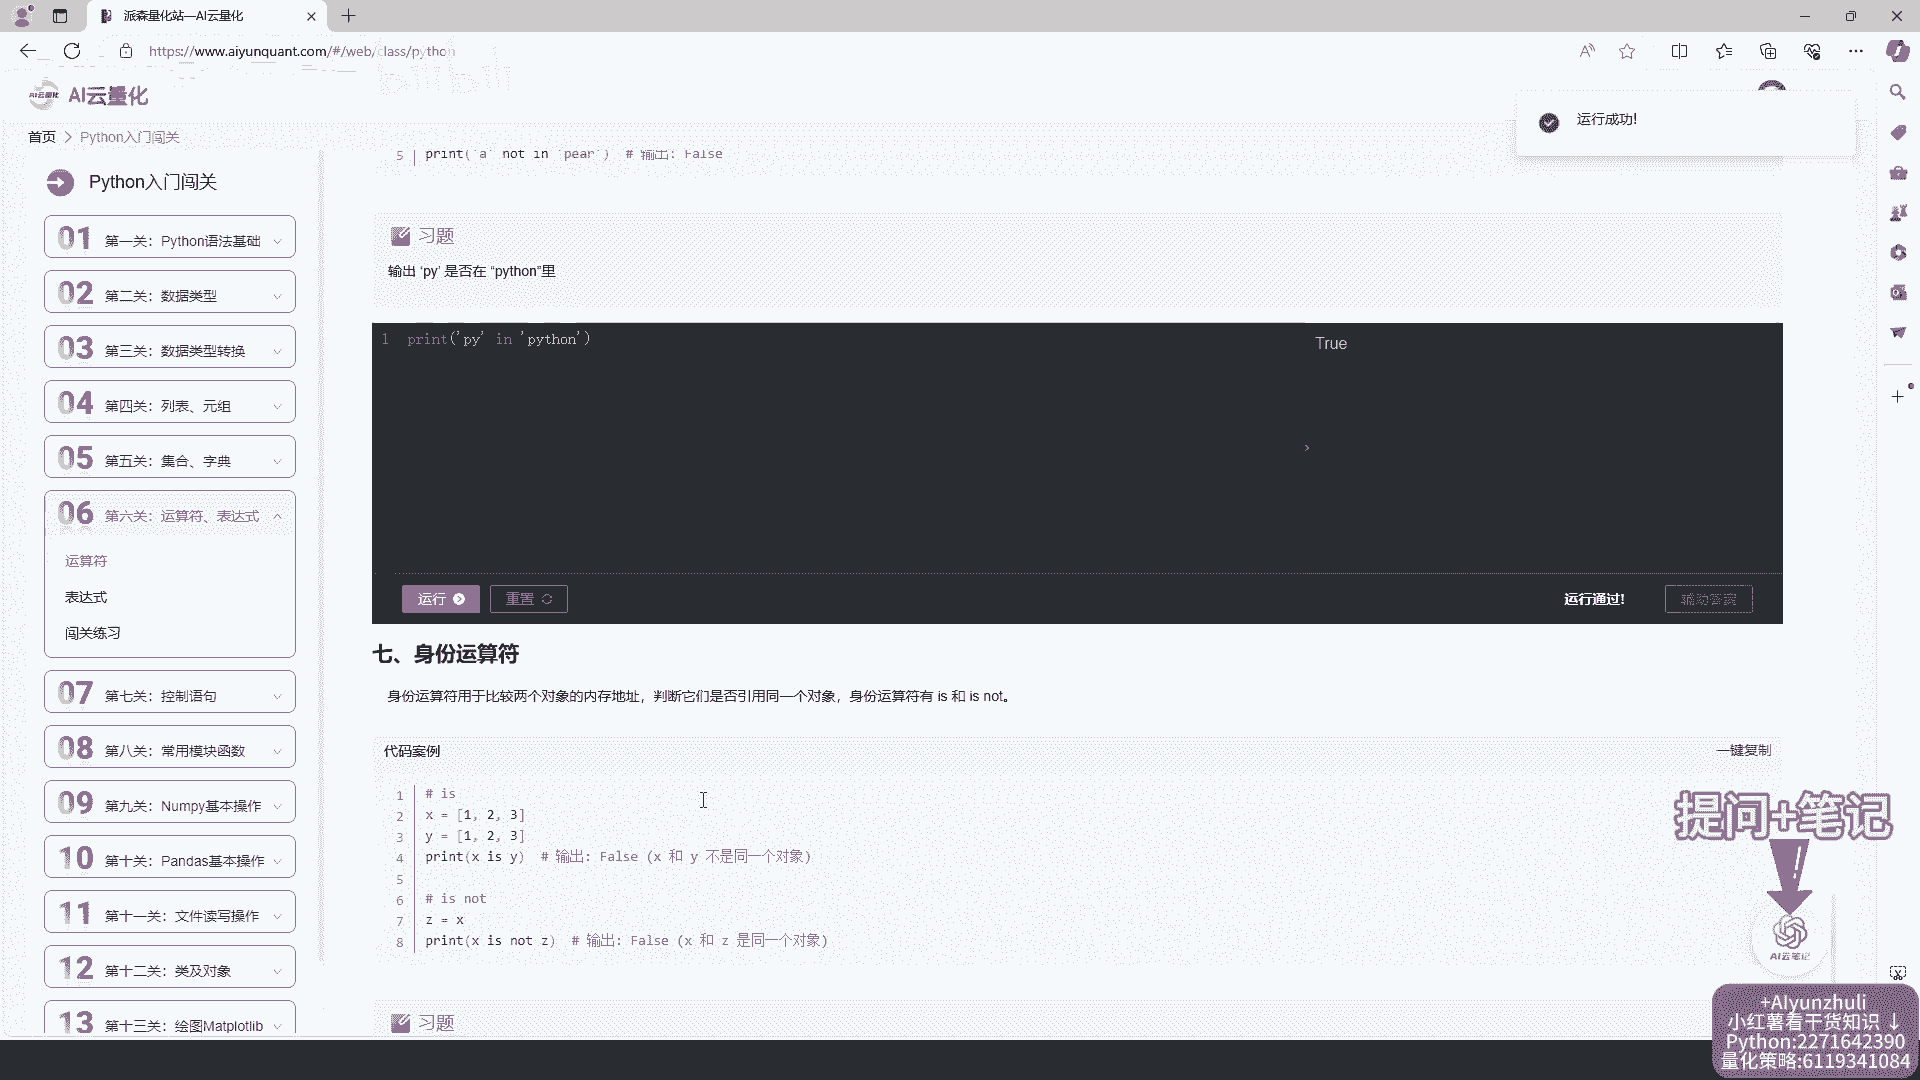 派森量化站—AI云量化
https://www.aiyunquant.com/#/web/class/python
bilibili
AI云量化
首页 > Python入门闯关
运行成功!
Python入门闯关
01 第一关：Python语法基础
02 第二关：数据类型
03 第三关：数据类型转换
04 第四关：列表、元组
05 第五关：集合、字典
06 第六关：运算符、表达式
运算符
表达式
闯关练习
07 第七关：控制语句
08 第八关：常用模块函数
09 第九关：Numpy基本操作
10 第十关：Pandas基本操作
11 第十一关：文件读写操作
12 第十二关：类及对象
13 第十三关：绘图Matplotlib
5 print('a' not in 'pear') # 输出: False
习题
输出 ‘py’ 是否在 “python”里
1 print('py' in 'python')
True
运行
重置
运行通过!
辅助答案
七、身份运算符
身份运算符用于比较两个对象的内存地址，判断它们是否引用同一个对象，身份运算符有 is 和 is not。
代码案例
一键复制
1 # is
2 x = [1, 2, 3]
3 y = [1, 2, 3]
4 print(x is y) # 输出: False (x 和 y 不是同一个对象)
5
6 # is not
7 z = x
8 print(x is not z) # 输出: False (x 和 z 是同一个对象)
习题
提问+笔记
AI云笔记
+AIyunzhuli
小红薯看干货知识 ↓
Python:2271642390
量化策略:6119341084